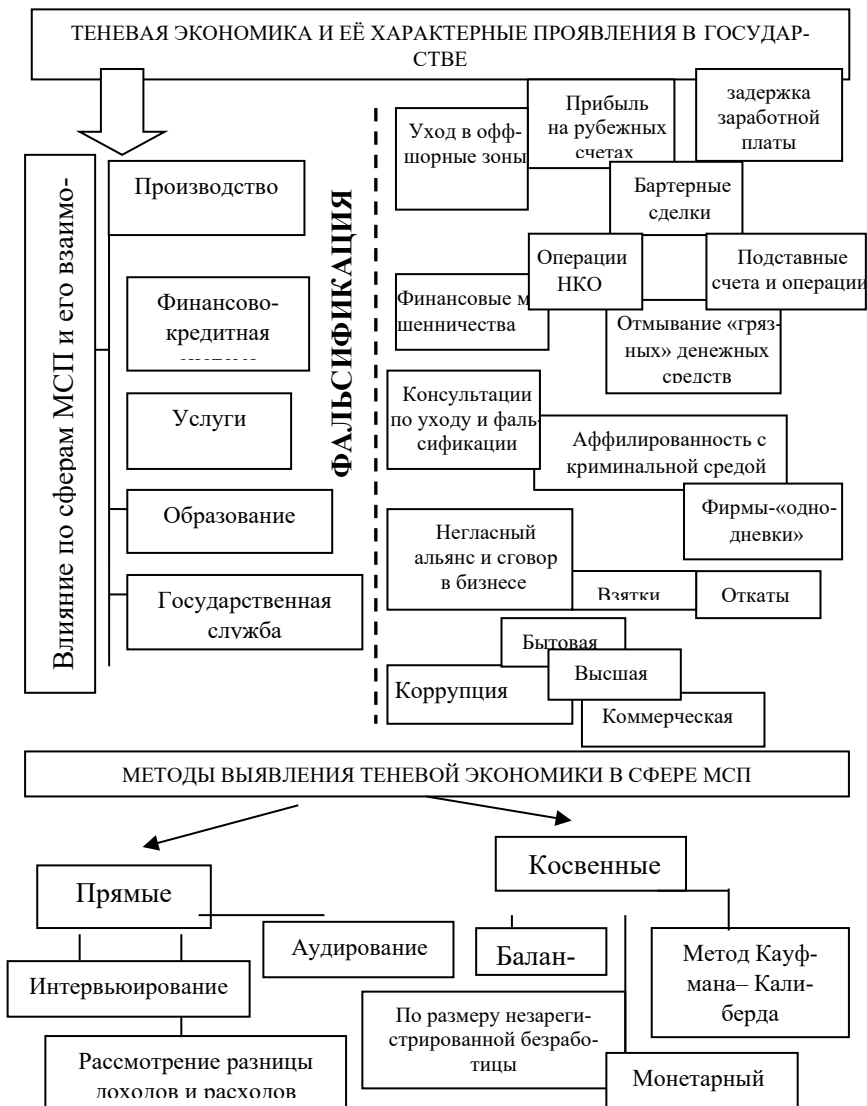 ТЕНЕВАЯ ЭКОНОМИКА И ЕЁ ХАРАКТЕРНЫЕ ПРОЯВЛЕНИЯ В ГОСУДАР-
СТВЕ
Влияние по сферам МСП и его взаимо-
Производство
Финансово-
кредитная
система
Услуги
Образование
Государственная
служба
ФАЛЬСИФИКАЦИЯ
Уход в офф-
шорные зоны
Прибыль
на рубежных
счетах
задержка
заработной
платы
Бартерные
сделки
Операции
НКО
Подставные
счета и операции
Финансовые м
шенничества
Отмывание «гряз-
ных» денежных
средств
Консультации
по уходу и фаль-
сификации
Аффилированность с
криминальной средой
Фирмы-«одно-
дневки»
Негласный
альянс и сговор
в бизнесе
Взятки
Откаты
Бытовая
Высшая
Коррупция
Коммерческая
МЕТОДЫ ВЫЯВЛЕНИЯ ТЕНЕВОЙ ЭКОНОМИКИ В СФЕРЕ МСП
Прямые
Косвенные
Аудирование
Интервьюирование
Рассмотрение разницы
доходов и расходов
Балан-
Метод Кауф-
мана– Кали-
берда
По размеру незареги-
стрированной безрабо-
тицы
Монетарный